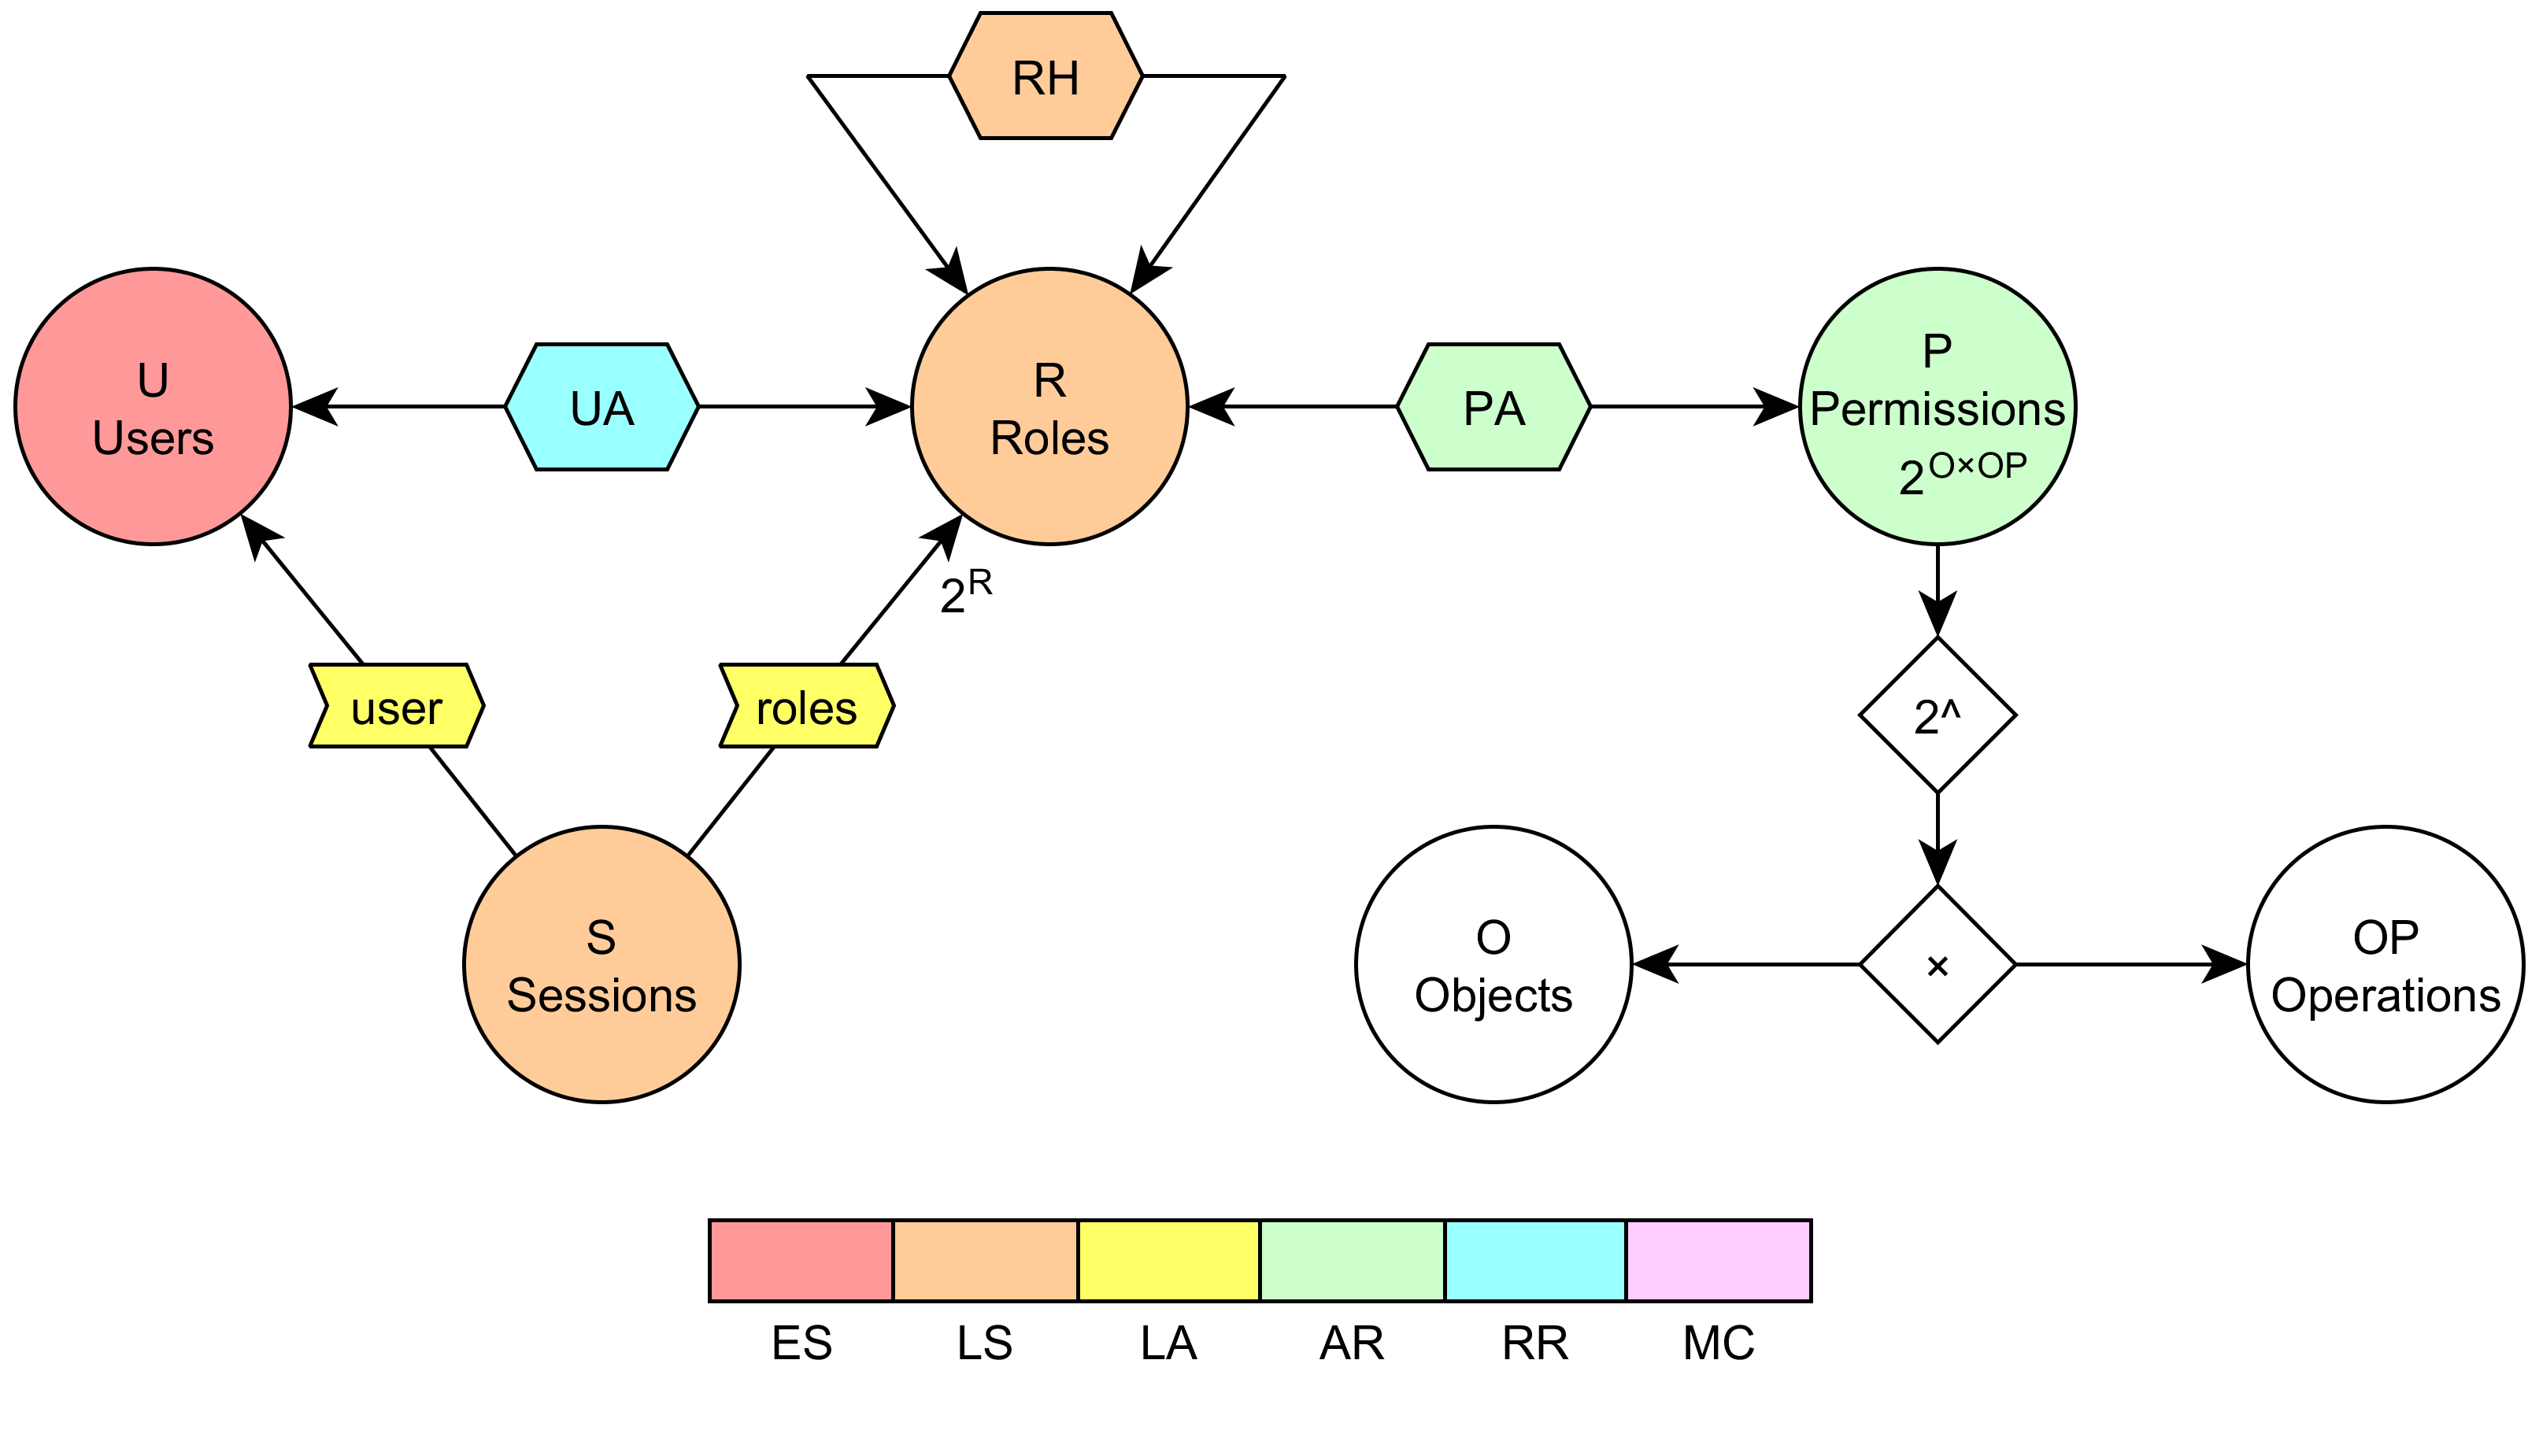 RH
U
Users
UA
R
Roles
PA
P
Permissions
2^O×OP
2^R
user
roles
2^
S
Sessions
O
Objects
×
OP
Operations
ES
LS
LA
AR
RR
MC